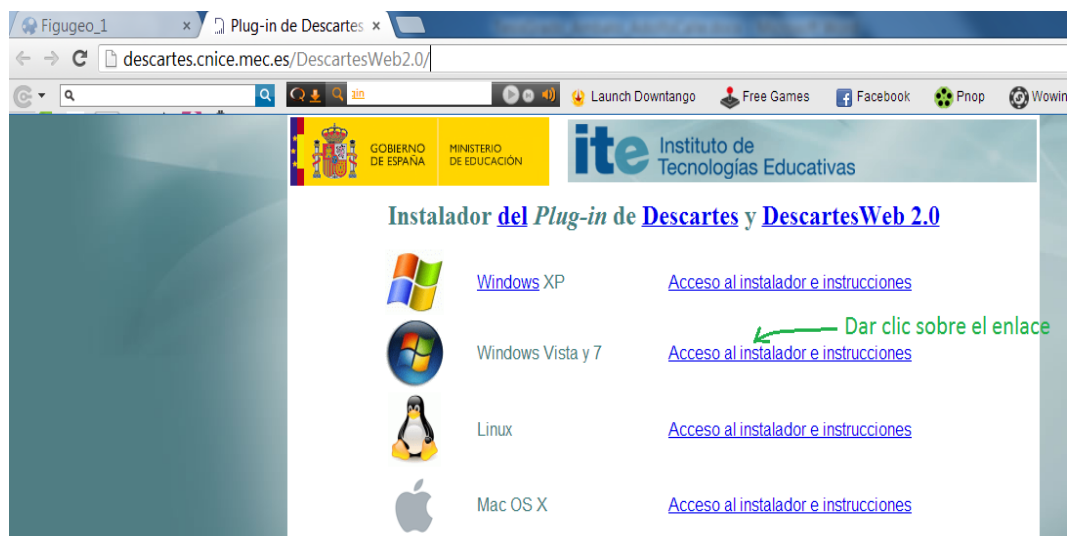 Figugeo_1 × Plug-in de Descartes ×
descartes.cnice.mec.es/DescartesWeb2.0/
ain Launch Downtango Free Games Facebook Pnop Wowin
GOBIERNO DE ESPAÑA
MINISTERIO DE EDUCACIÓN
ite Instituto de
Tecnologías Educativas
Instalador del Plug-in de Descartes y DescartesWeb 2.0
Windows XP Acceso al instalador e instrucciones
Dar clic sobre el enlace
Windows Vista y 7 Acceso al instalador e instrucciones
Linux Acceso al instalador e instrucciones
Mac OS X Acceso al instalador e instrucciones